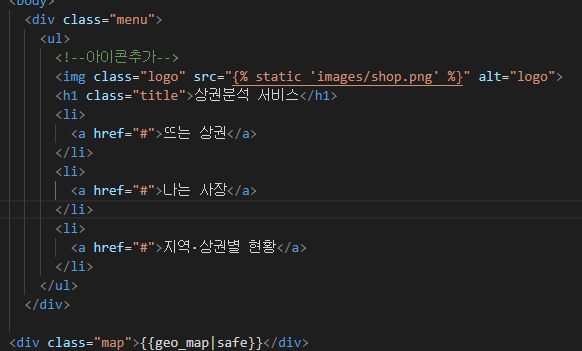 <body>
<div class="menu">
<ul>
<!--아이콘추가-->
<img class="logo" src="{% static 'images/shop.png' %}" alt="logo">
<h1 class="title">상권분석 서비스</h1>
<li>
<a href="#">뜨는 상권</a>
</li>
<li>
<a href="#">나는 사장</a>
</li>
<li>
<a href="#">지역·상권별 현황</a>
</li>
</ul>
</div>
<div class="map">{{geo_map|safe}}</div>